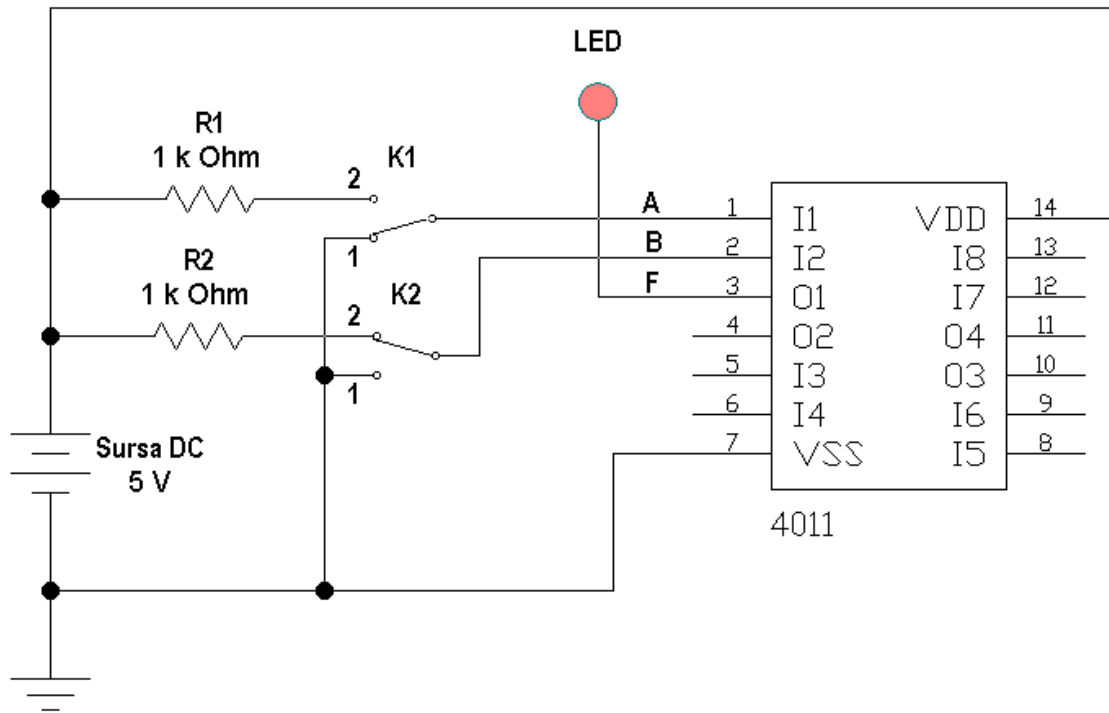 LED
R1
1 k Ohm
2
K1
1
R2
1 k Ohm
2
K2
1
Sursa DC
5 V
A
B
F
1 I1 VDD 14
2 I2 I8 13
3 O1 I7 12
4 O2 O4 11
5 I3 O3 10
6 I4 I6 9
7 VSS I5 8
4011